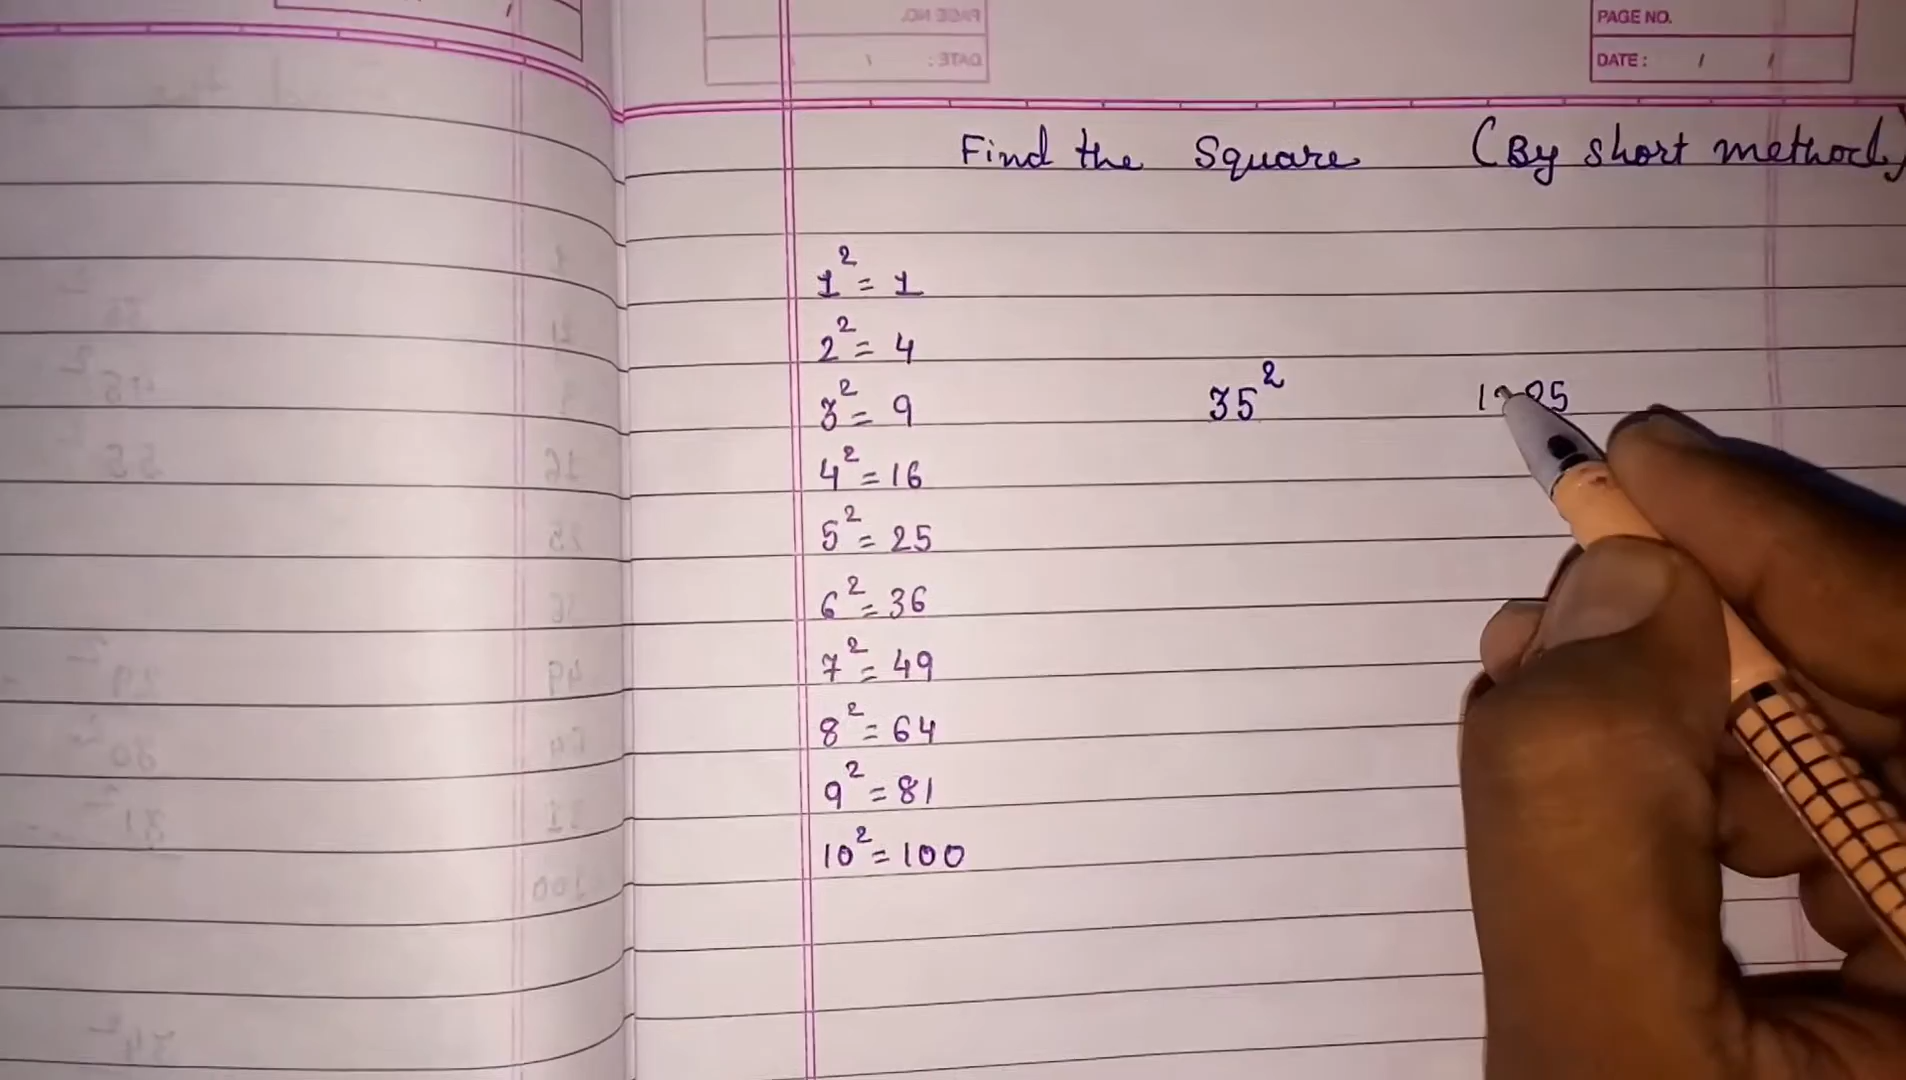 PAGE NO.
DATE : / /
Find the Square (By short method)
1² = 1
2² = 4
3² = 9
35²
4² = 16
5² = 25
6² = 36
7² = 49
8² = 64
9² = 81
10² = 100